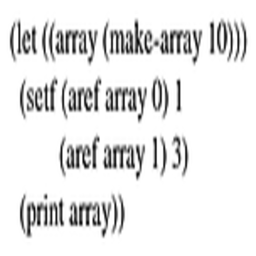 (let ((array (make-array 10)))
(setf (aref array 0) 1
(aref array 1) 3)
(print array))